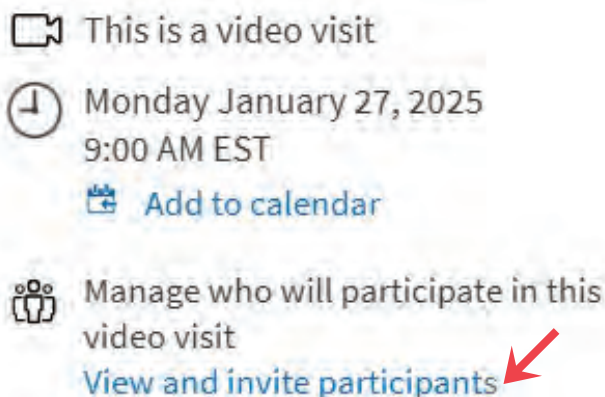 This is a video visit
Monday January 27, 2025
9:00 AM EST
Add to calendar
Manage who will participate in this
video visit
View and invite participants